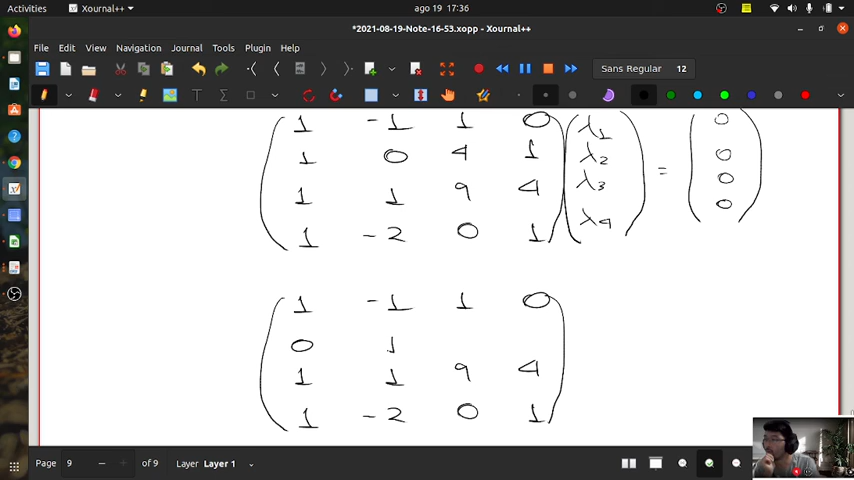 Activities Xournal++ ago 19 17:36
*2021-08-19-Note-16-53.xopp - Xournal++
File Edit View Navigation Journal Tools Plugin Help
Sans Regular 12
1 -1 1 0 λ1 0
1 0 4 1 λ2 0
1 1 9 4 λ3 = 0
1 -2 0 1 λ4 0
1 -1 1 0
0 1
1 1 9 4
1 -2 0 1
Page 9 of 9 Layer Layer 1